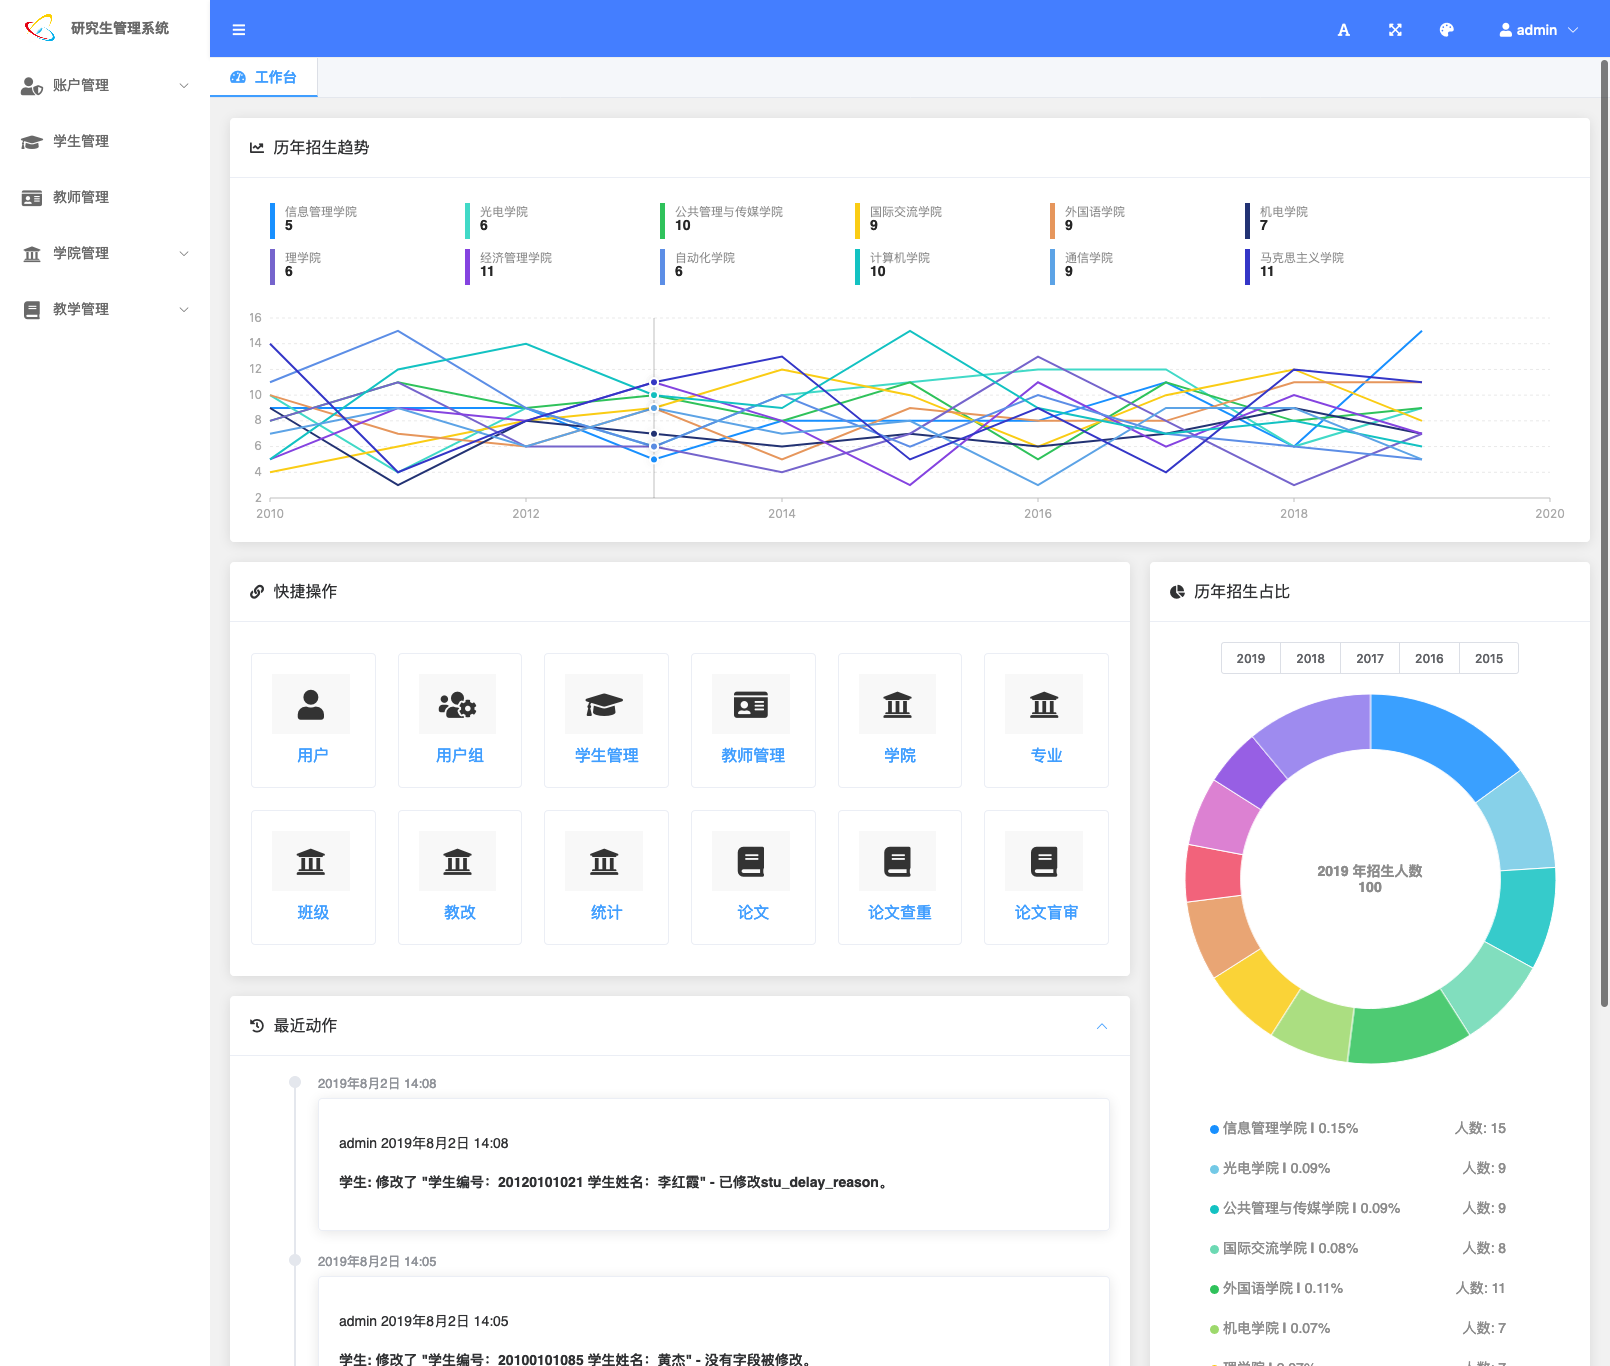 研究生管理系统
admin
账户管理
学生管理
教师管理
学院管理
教学管理
工作台
历年招生趋势
信息管理学院 光电学院 公共管理与传媒学院 国际交流学院 外国语学院 机电学院
5 6 10 9 9 7
理学院 经济管理学院 自动化学院 计算机学院 通信学院 马克思主义学院
6 11 6 10 9 11
16
14
12
10
8
6
4
2
2010 2012 2014 2016 2018 2020
快捷操作
用户 用户组 学生管理 教师管理 学院 专业
班级 教改 统计 论文 论文查重 论文盲审
最近动作
2019年8月2日 14:08
admin 2019年8月2日 14:08
学生: 修改了 "学生编号：20120101021 学生姓名：李红霞" - 已修改stu_delay_reason。
2019年8月2日 14:05
admin 2019年8月2日 14:05
学生: 修改了 "学生编号：20100101085 学生姓名：黄杰" - 没有字段被修改。
历年招生占比
2019 2018 2017 2016 2015
2019 年招生人数
100
信息管理学院 | 0.15% 人数: 15
光电学院 | 0.09% 人数: 9
公共管理与传媒学院 | 0.09% 人数: 9
国际交流学院 | 0.08% 人数: 8
外国语学院 | 0.11% 人数: 11
机电学院 | 0.07% 人数: 7